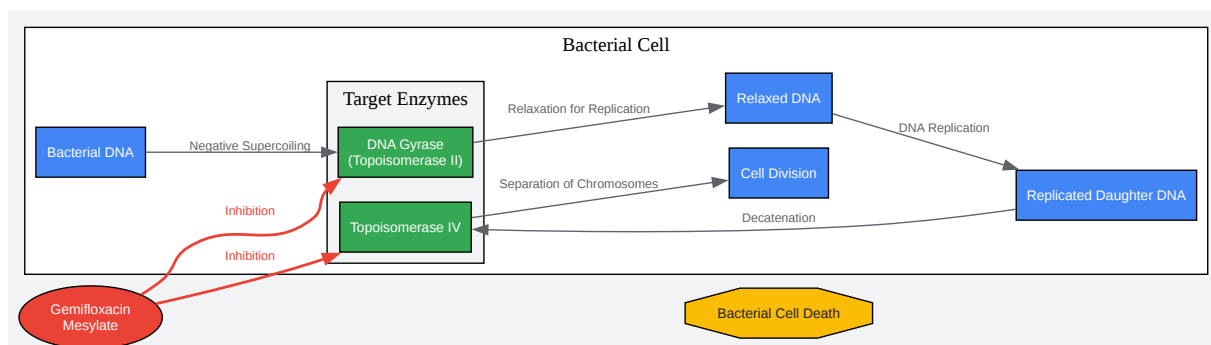 Bacterial Cell
Target Enzymes
Bacterial DNA
Negative Supercoiling
DNA Gyrase
(Topoisomerase II)
Relaxation for Replication
Relaxed DNA
DNA Replication
Replicated Daughter DNA
Decatenation
Topoisomerase IV
Separation of Chromosomes
Cell Division
Inhibition
Inhibition
Gemifloxacin
Mesylate
Bacterial Cell Death